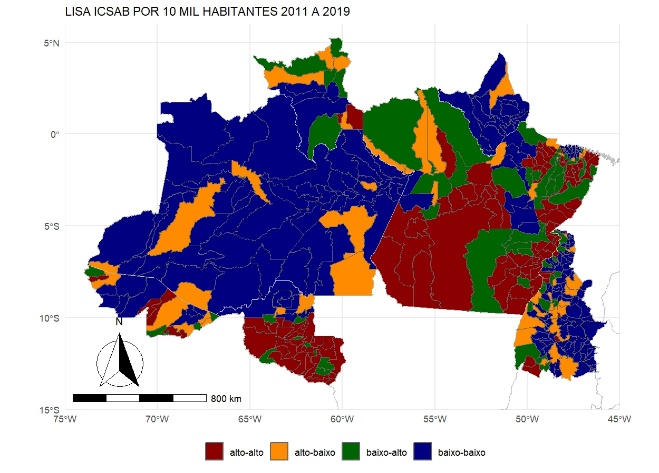 LISA ICSAB POR 10 MIL HABITANTES 2011 A 2019
5°N
0°
5°S
10°S
15°S
N
800 km
75°W 70°W 65°W 60°W 55°W 50°W 45°W
alto-alto alto-baixo baixo-alto baixo-baixo